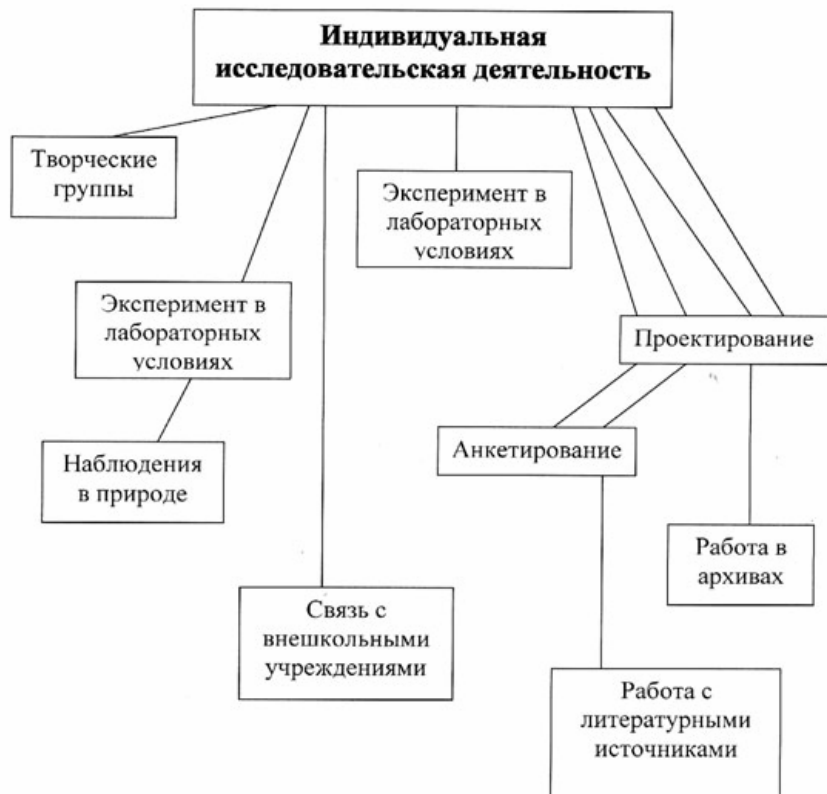 Индивидуальная
исследовательская деятельность
Творческие
группы
Эксперимент в
лабораторных
условиях
Эксперимент в
лабораторных
условиях
Проектирование
Анкетирование
Наблюдения
в природе
Работа в
архивах
Связь с
внешкольными
учреждениями
Работа с
литературными
источниками